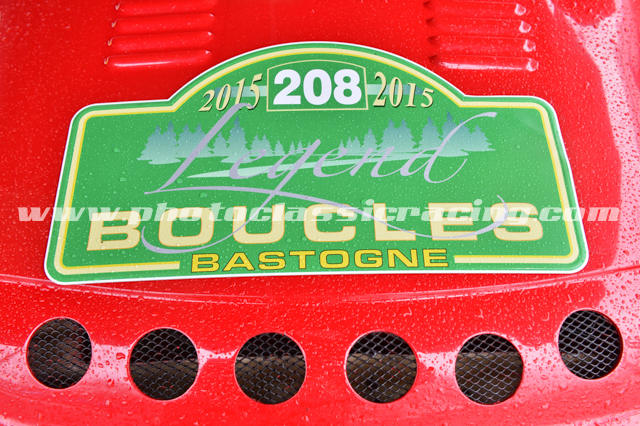 2015 208 2015
Legend
www.photoclassicracing.com
BOUCLES
BASTOGNE